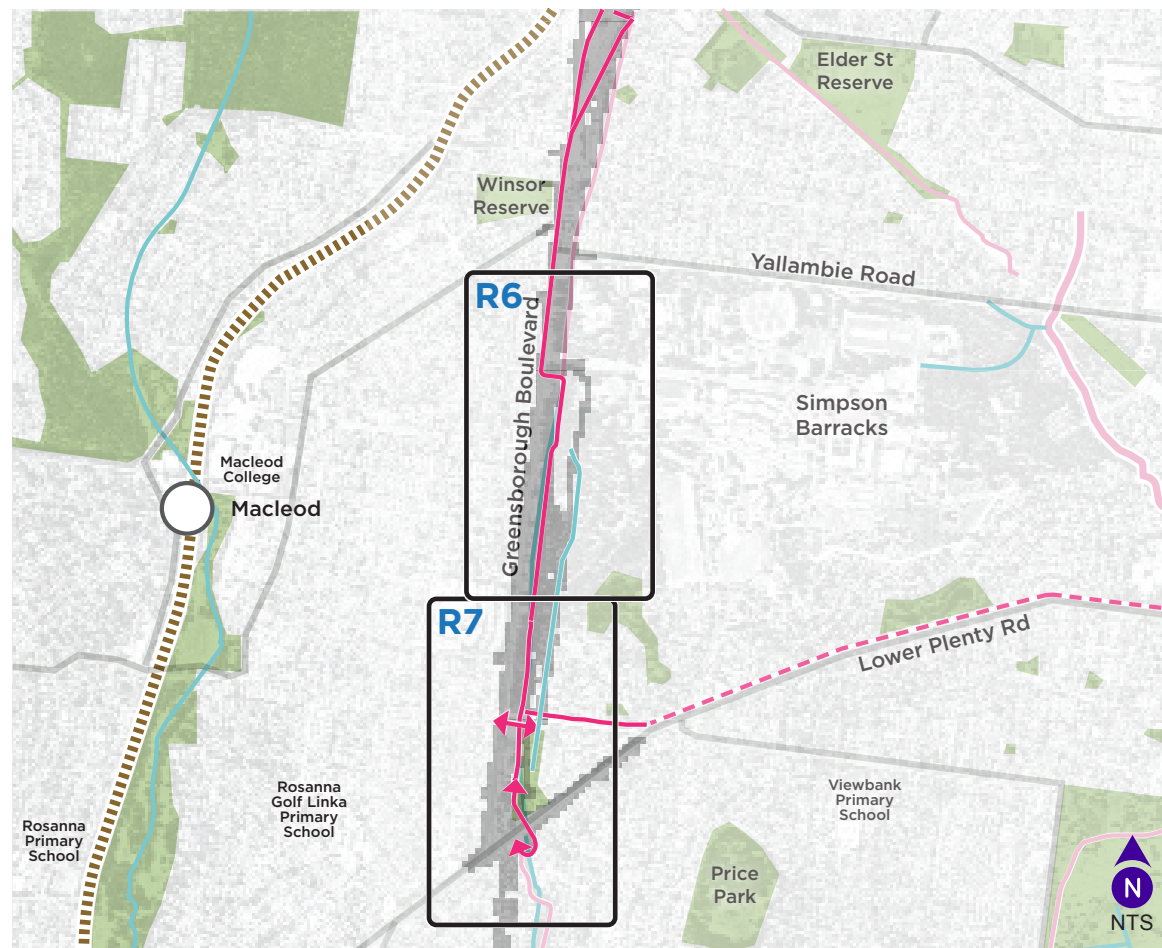 Elder St
Reserve
Winsor
Reserve
Yallambie Road
R6
Greensborough Boulevard
Simpson
Barracks
Macleod
College
Macleod
R7
Lower Plenty Rd
Rosanna
Golf Linka
Primary
School
Viewbank
Primary
School
Rosanna
Primary
School
Price
Park
N
NTS